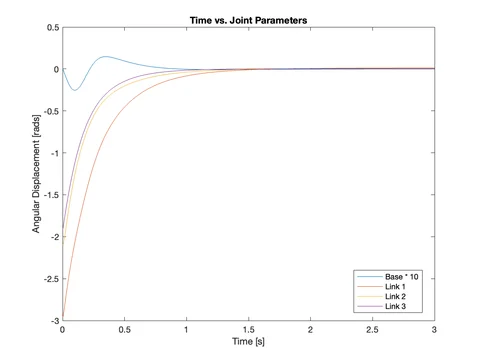 Time vs. Joint Parameters
0.5
0
-0.5
-1
-1.5
-2
-2.5
-3
Angular Displacement [rads]
Base * 10
Link 1
Link 2
Link 3
0 0.5 1 1.5 2 2.5 3
Time [s]